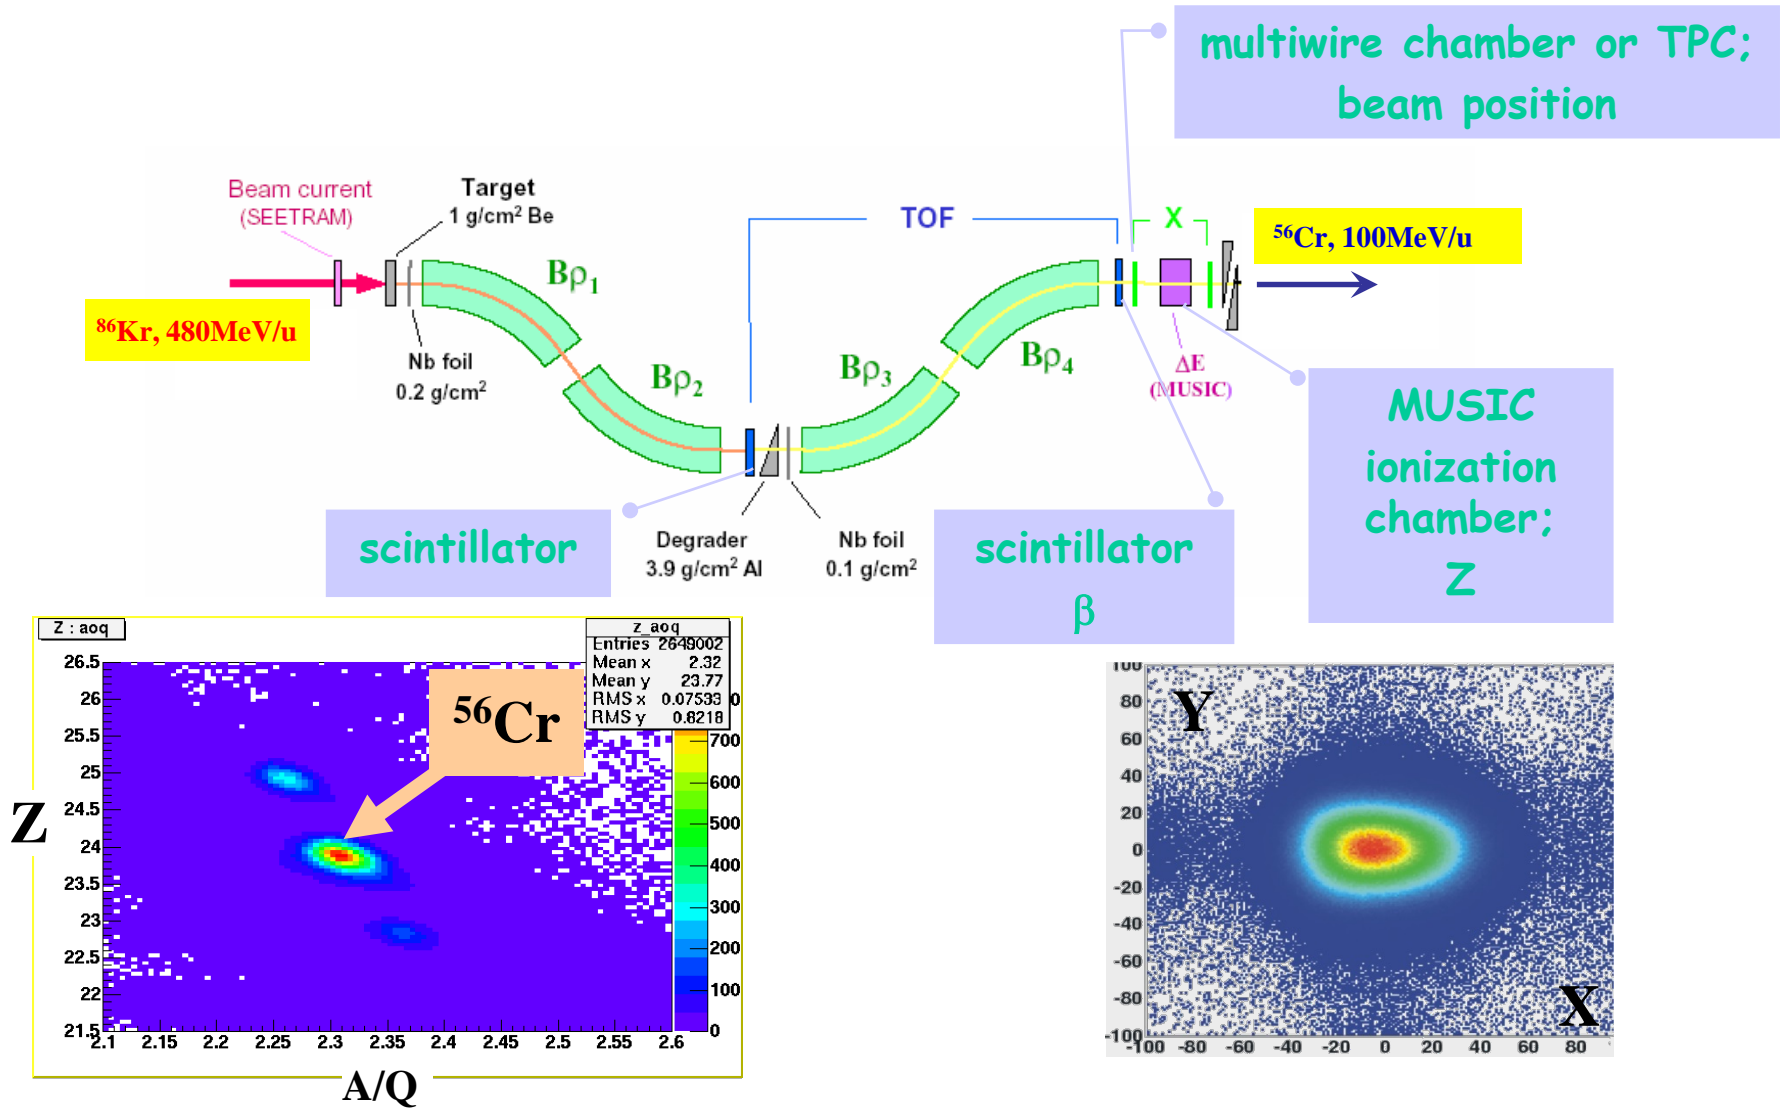 multiwire chamber or TPC;
beam position
Beam current
(SEETRAM)
Target
1 g/cm² Be
TOF
X
⁵⁶Cr, 100MeV/u
Bρ₁
⁸⁶Kr, 480MeV/u
Nb foil
0.2 g/cm²
Bρ₂
Bρ₃
Bρ₄
ΔE
(MUSIC)
MUSIC
ionization
chamber;
Z
scintillator
Degrader
3.9 g/cm² Al
Nb foil
0.1 g/cm²
scintillator
β
Z : aoq
z_aoq
Entries 2649002
Mean x 2.32
Mean y 23.77
RMS x 0.07533
RMS y 0.8218
0
⁵⁶Cr
Z
26.5
26
25.5
25
24.5
24
23.5
23
22.5
22
21.5
2.1 2.15 2.2 2.25 2.3 2.35 2.4 2.45 2.5 2.55 2.6
A/Q
700
600
500
400
300
200
100
0
Y
100
80
60
40
20
0
-20
-40
-60
-80
-100
X
-100 -80 -60 -40 -20 0 20 40 60 80